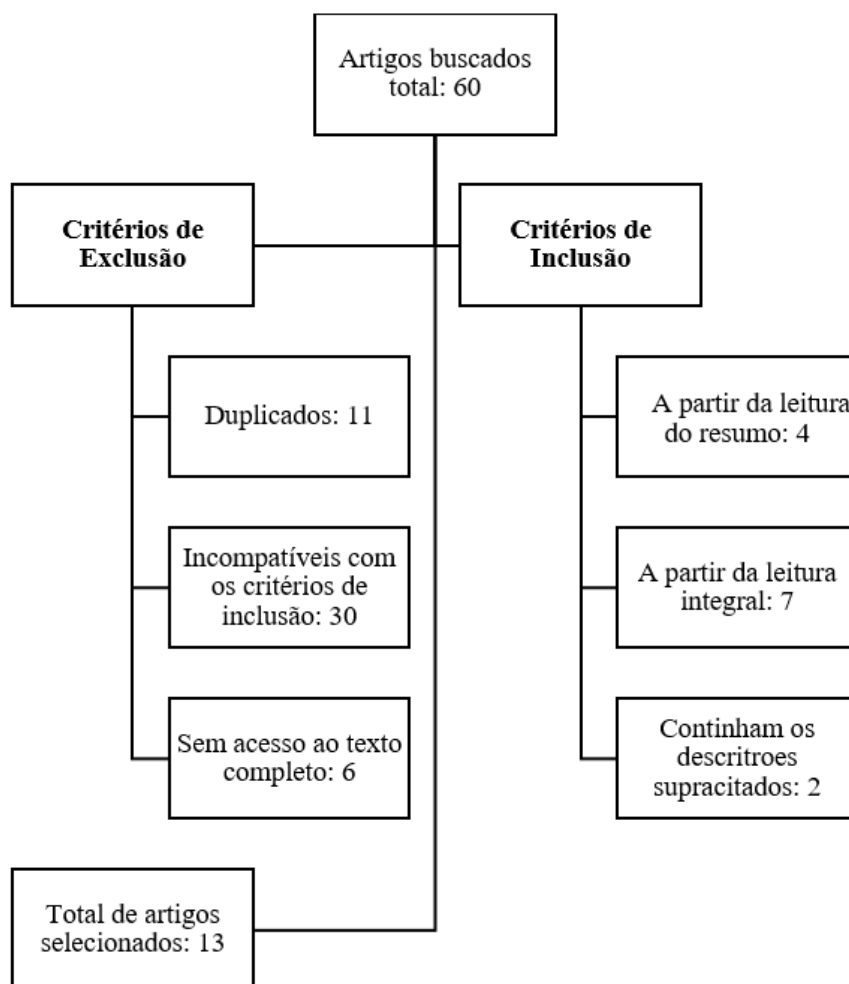 Artigos buscados
total: 60
Critérios de
Exclusão
Critérios de
Inclusão
Duplicados: 11
A partir da leitura
do resumo: 4
Incompatíveis com
os critérios de
inclusão: 30
A partir da leitura
integral: 7
Sem acesso ao texto
completo: 6
Continham os
descritroes
supracitados: 2
Total de artigos
selecionados: 13